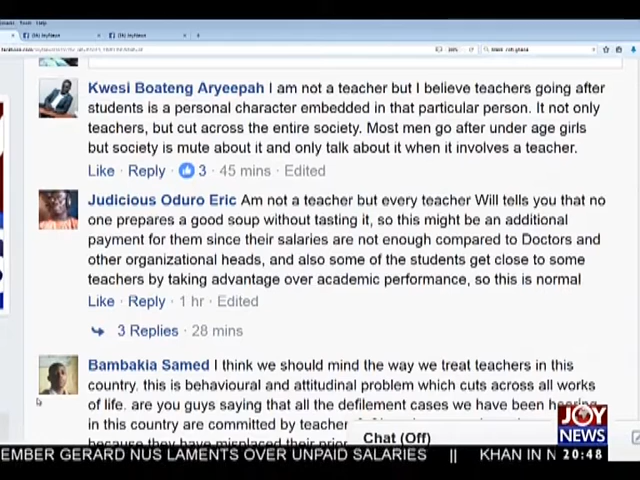 Kwesi Boateng Aryeepah I am not a teacher but I believe teachers going after
students is a personal character embedded in that particular person. It not only
teachers, but cut across the entire society. Most men go after under age girls
but society is mute about it and only talk about it when it involves a teacher.
Like · Reply · 3 · 45 mins · Edited
Judicious Oduro Eric Am not a teacher but every teacher Will tells you that no
one prepares a good soup without tasting it, so this might be an additional
payment for them since their salaries are not enough compared to Doctors and
other organizational heads, and also some of the students get close to some
teachers by taking advantage over academic performance, so this is normal
Like · Reply · 1 hr · Edited
3 Replies · 28 mins
Bambakia Samed I think we should mind the way we treat teachers in this
country. this is behavioural and attitudinal problem which cuts across all works
of life. are you guys saying that all the defilement cases we have been
in this country are committed by teacher
because they have misplaced their
Chat (Off)
JOY
NEWS
EMBER GERARD NUS LAMENTS OVER UNPAID SALARIES || KHAN IN N
20:48